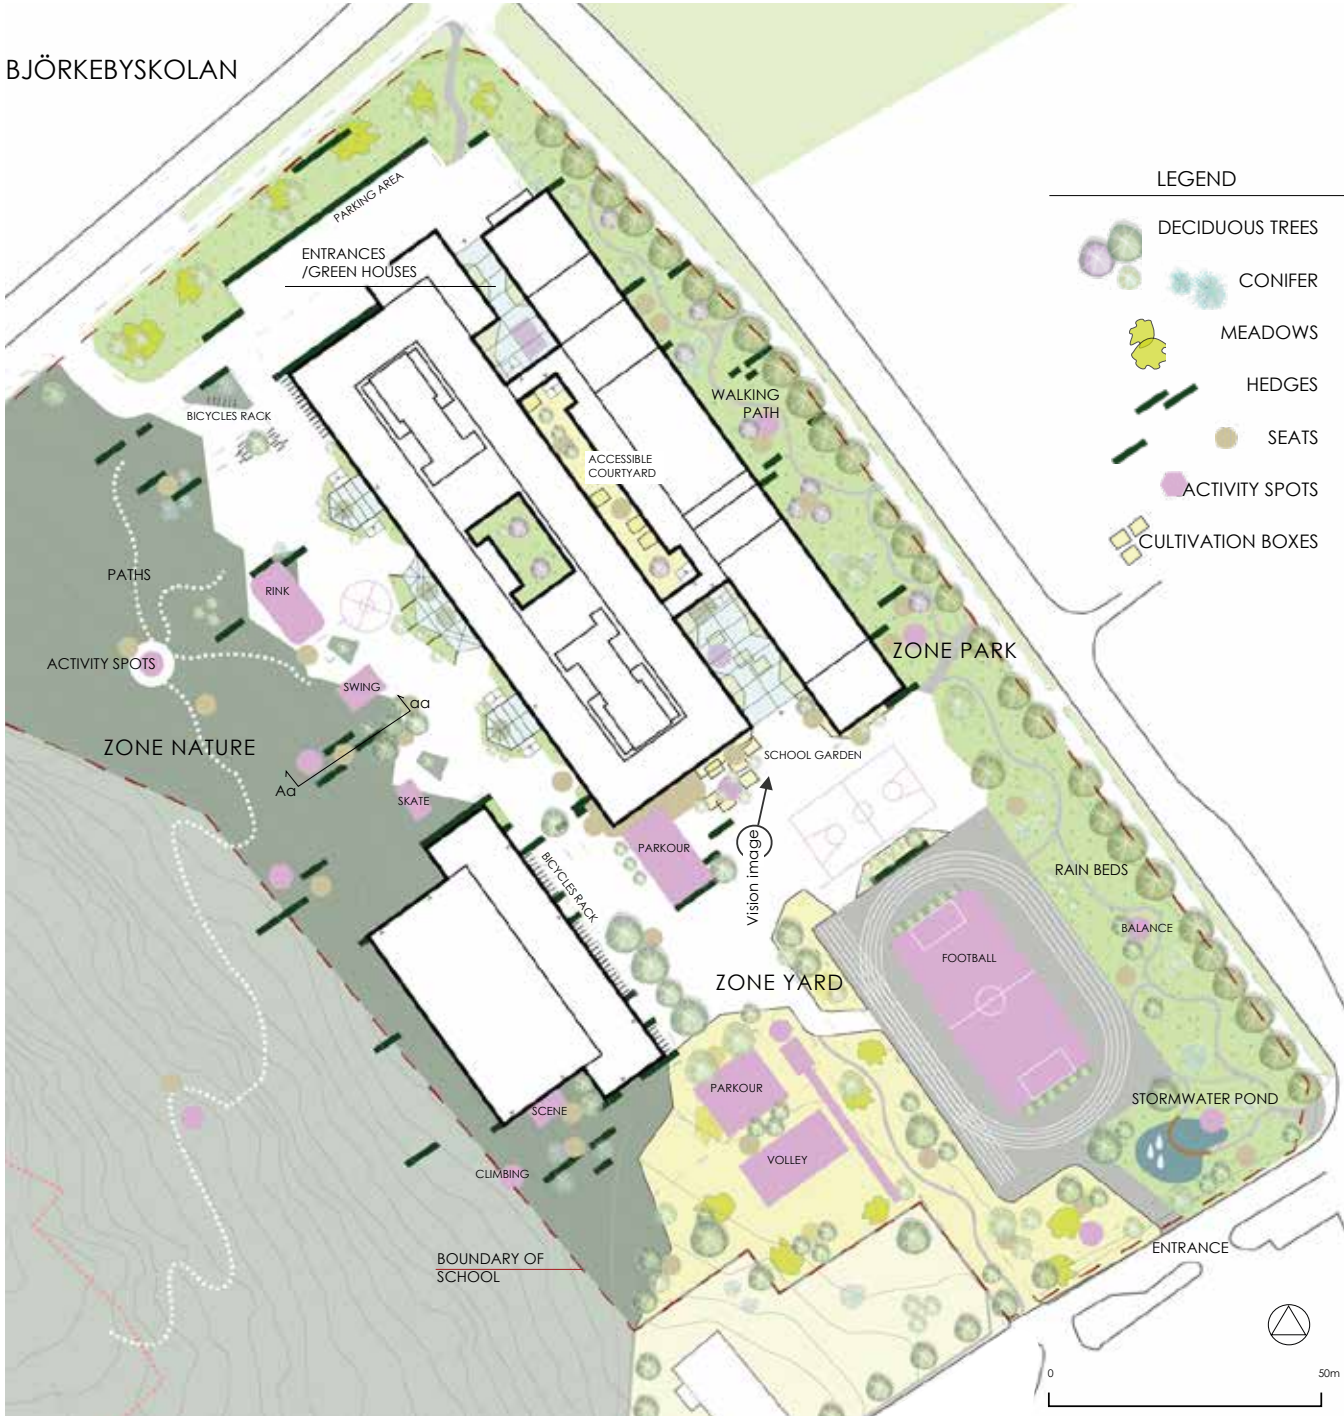 BJÖRKEBYSKOLAN
LEGEND
DECIDUOUS TREES
CONIFER
MEADOWS
HEDGES
SEATS
ACTIVITY SPOTS
CULTIVATION BOXES
PARKING AREA
ENTRANCES
/GREEN HOUSES
BICYCLES RACK
WALKING
PATH
ACCESSIBLE
COURTYARD
PATHS
RINK
ACTIVITY SPOTS
SWING
aa
ZONE NATURE
Aa
SKATE
ZONE PARK
SCHOOL GARDEN
PARKOUR
Vision image
BICYCLES RACK
RAIN BEDS
BALANCE
FOOTBALL
ZONE YARD
PARKOUR
STORMWATER POND
SCENE
VOLLEY
CLIMBING
BOUNDARY OF
SCHOOL
ENTRANCE
0
50m